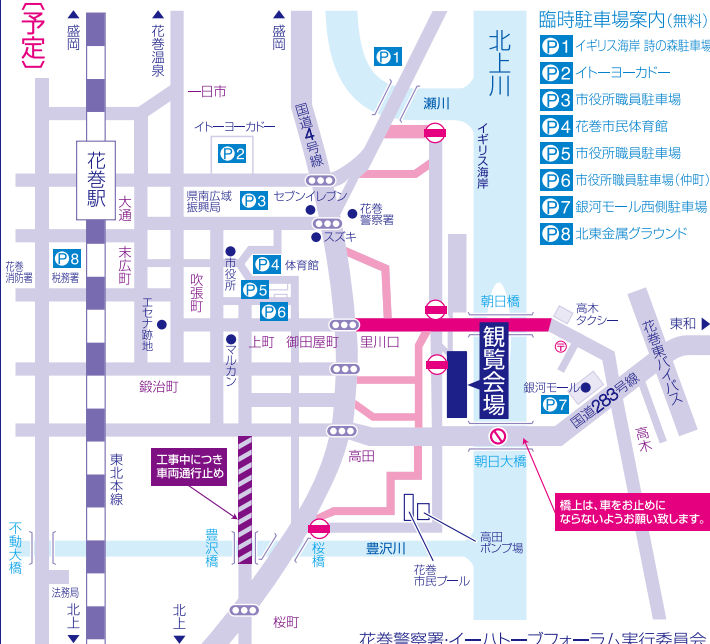 〔予定〕
盛岡
花巻温泉
盛岡
臨時駐車場案内(無料)
P1 イギリス海岸 詩の森駐車場
P2 イトーヨーカドー
P3 市役所職員駐車場
P4 花巻市民体育館
P5 市役所職員駐車場
P6 市役所職員駐車場(仲町)
P7 銀河モール西側駐車場
P8 北東金属グラウンド
P1
北上川
瀬川
イギリス海岸
一日市
国道4号線
イトーヨーカドー
P2
花巻駅
大通
県南広域
振興局
P3
セブンイレブン
花巻
警察署
スズキ
末広町
P8
花巻
消防署
税務署
市役所
P4 体育館
P5
P6
吹張町
エセナ跡地
マルカン
上町
御田屋町
里川口
朝日橋
高木
タクシー
〒
東和
花巻東バイパス
観覧会場
銀河モール
P7
国道283号線
高木
鍛治町
高田
朝日大橋
工事中につき
車両通行止め
橋上は、車をお止めに
ならないようお願い致します。
東北本線
不動大橋
豊沢橋
桜橋
豊沢川
高田
ポンプ場
花巻
市民プール
法務局
北上
北上
桜町
花巻警察署・イーハトーブフォーラム実行委員会